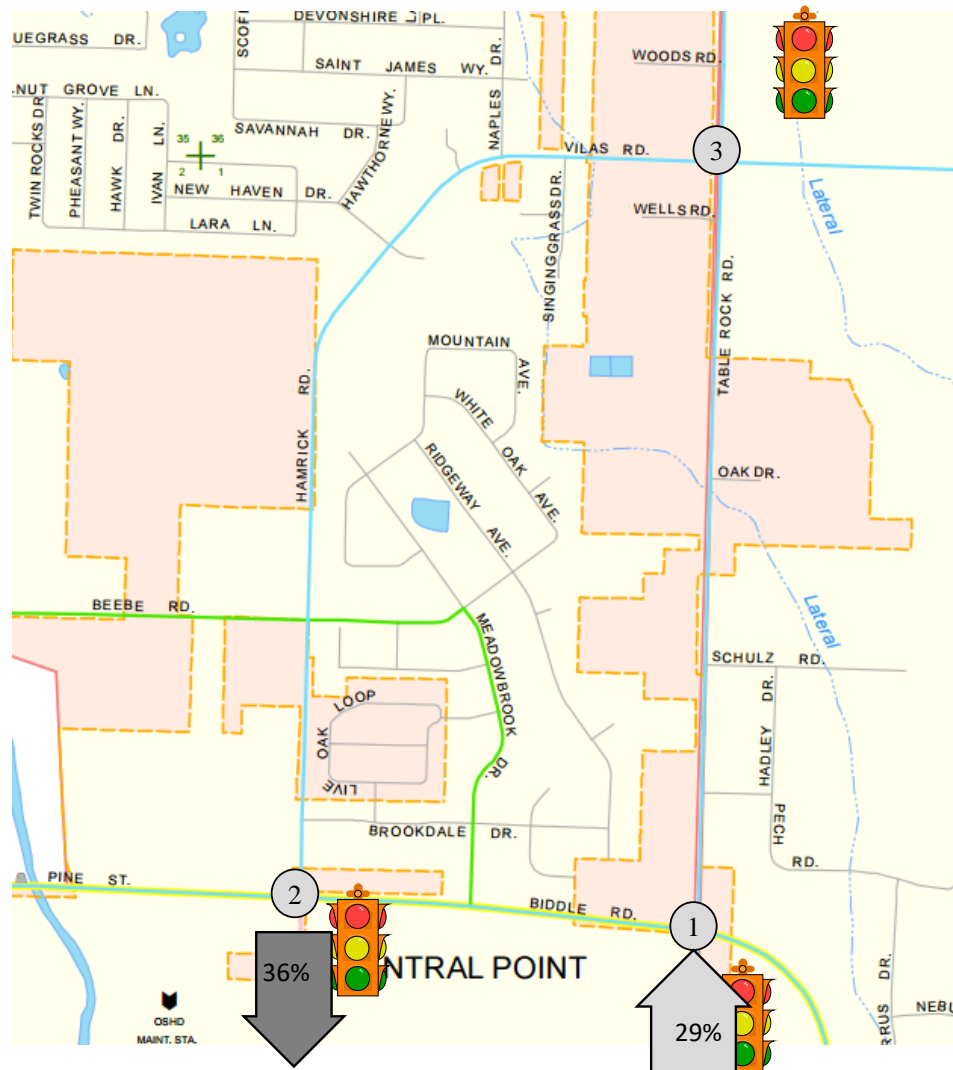 DEVONSHIRE PL.
UEGRASS DR.
SCOF
SAINT JAMES WY.
NAPLES DR.
WOODS RD.
NUT GROVE LN.
SAVANNAH DR.
HAWTHORNE WY.
VILAS RD.
3
35 36
2 1
TWIN ROCKS DR
PHEASANT WY.
HAWK DR.
IVAN LN.
NEW HAVEN DR.
LARA LN.
SINGINGGRASS DR.
WELLS RD.
Lateral
TABLE ROCK RD.
MOUNTAIN
AVE.
WHITE OAK AVE.
RIDGEWAY AVE.
HAMRICK RD.
OAK DR.
BEEBE RD.
MEADOWBROOK DR.
Lateral
SCHULZ RD.
LIVE OAK LOOP
HADLEY DR.
BROOKDALE DR.
PECH RD.
PINE ST.
2
BIDDLE RD.
1
NTRAL POINT
36%
29%
OSHD
MAINT. STA.
RRUS DR.
NEBU